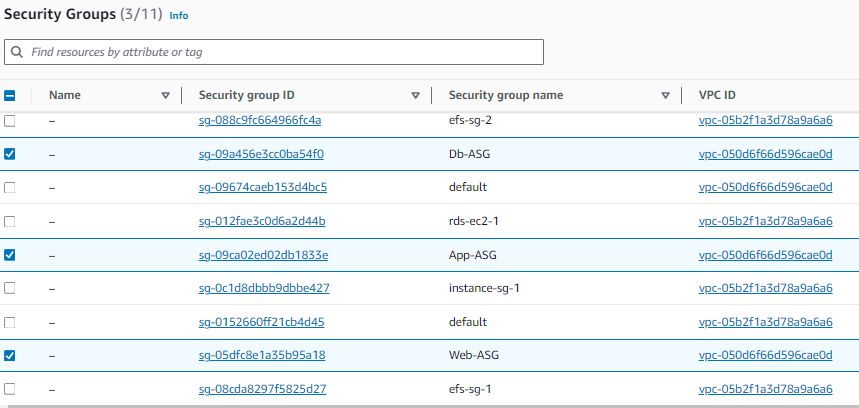 Security Groups (3/11) Info
Find resources by attribute or tag
Name Security group ID Security group name VPC ID
– sg-088c9fc664966fc4a efs-sg-2 vpc-05b2f1a3d78a9a6a6
– sg-09a456e3cc0ba54f0 Db-ASG vpc-050d6f66d596cae0d
– sg-09674caeb153d4bc5 default vpc-050d6f66d596cae0d
– sg-012fae3c0d6a2d44b rds-ec2-1 vpc-05b2f1a3d78a9a6a6
– sg-09ca02ed02db1833e App-ASG vpc-050d6f66d596cae0d
– sg-0c1d8dbbb9dbbe427 instance-sg-1 vpc-05b2f1a3d78a9a6a6
– sg-0152660ff21cb4d45 default vpc-05b2f1a3d78a9a6a6
– sg-05dfc8e1a35b95a18 Web-ASG vpc-050d6f66d596cae0d
– sg-08cda8297f5825d27 efs-sg-1 vpc-05b2f1a3d78a9a6a6